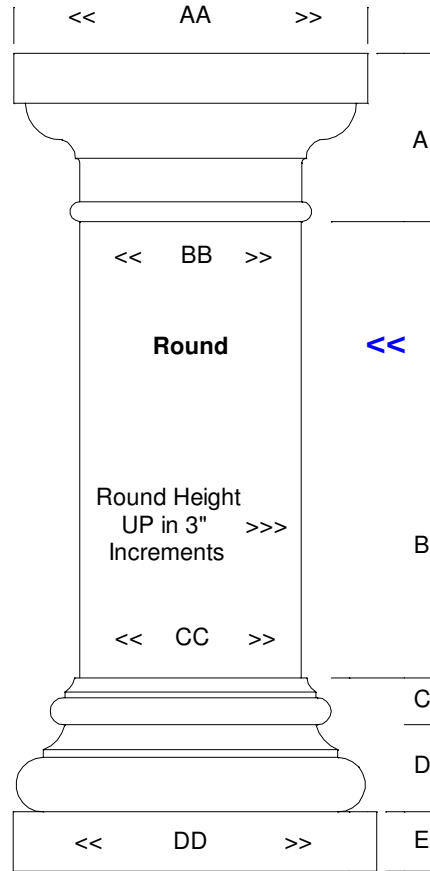 << AA >>
A
<< BB >>
Round <<
Round Height
UP in 3" >>>
Increments
B
<< CC >>
C
D
<< DD >> E